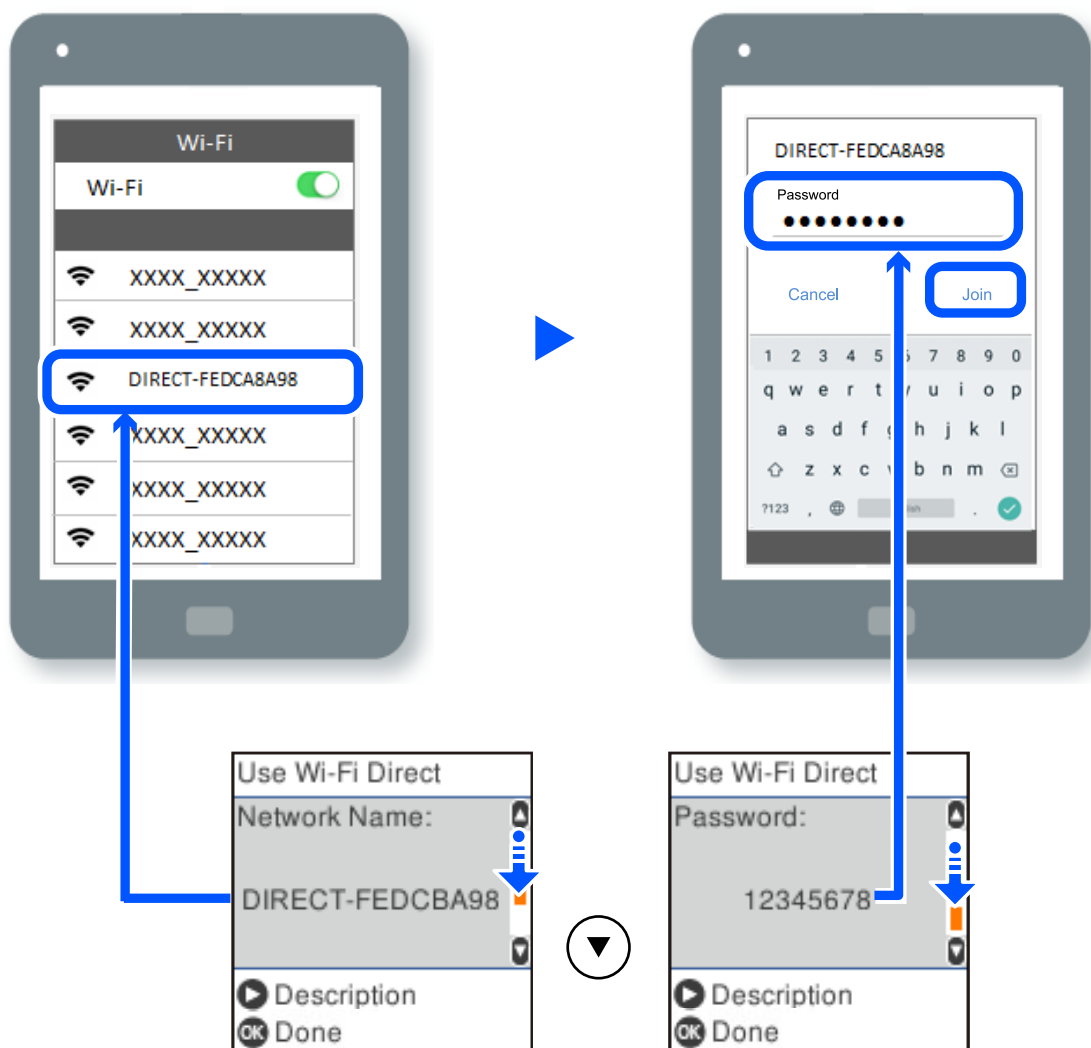 Wi-Fi
Wi-Fi
XXXX_XXXXX
XXXX_XXXXX
DIRECT-FEDCA8A98
XXXX_XXXXX
XXXX_XXXXX
XXXX_XXXXX
DIRECT-FEDCA8A98
Password
●●●●●●●●
Cancel Join
1 2 3 4 5 7 8 9 0
q w e r t u i o p
a s d f h j k l
z x c b n m
?123 , .
Use Wi-Fi Direct
Network Name:
DIRECT-FEDCBA98
Description
OK Done
Use Wi-Fi Direct
Password:
12345678
Description
OK Done